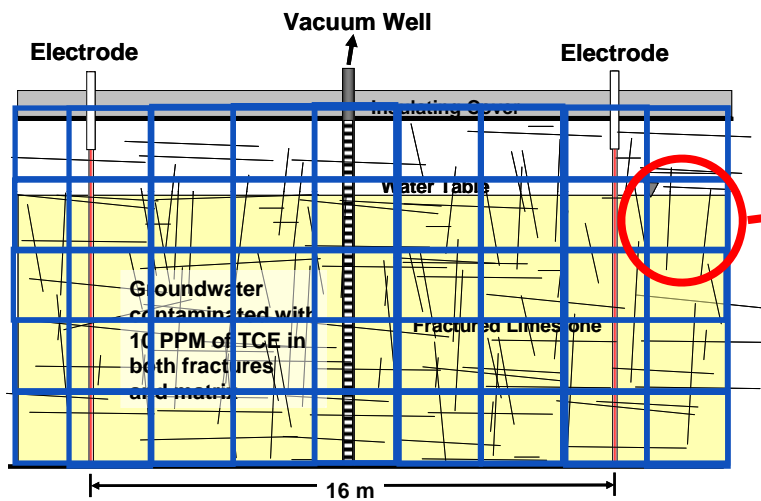 Vacuum Well
Electrode
Electrode
Insulating Cover
Water Table
Groundwater
contaminated with
10 PPM of TCE in
both fractures
and matrix
Fractured Limestone
16 m